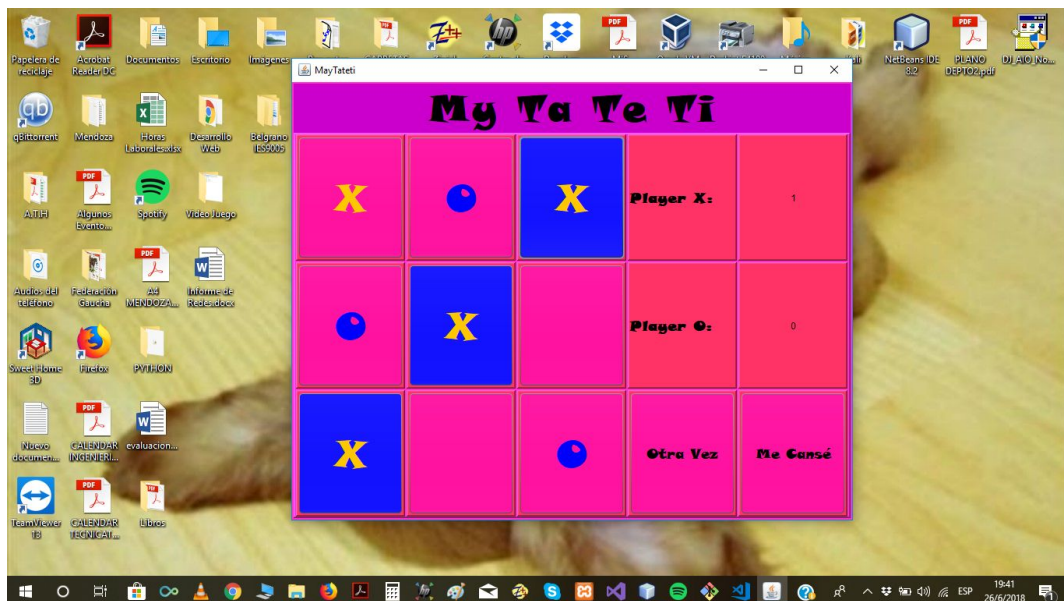 Papelera de reciclaje
Acrobat Reader DC
Documentos
Escritorio
Imagenes
NetBeans IDE 8.2
PLANO DEPTO2.pdf
DJ_AIO_No...
qBittorrent
Mendoza
Horas Laborales.xlsx
Desarrollo Web
Belgrano IES9005
A.T.H
Algunos Evento...
Spotify
Video Juego
Audios del teléfono
Federación Gaucha
A4 MENDOZA...
Informe de Redes.docx
Sweet Home 3D
Firefox
PYTHON
Nuevo documen...
CALENDAR INGENIERI...
evaluacion...
TeamViewer 13
CALENDAR TECNICAT...
Libros
MayTateti
My Ta Te Ti
X
X
Player X:
1
X
Player O:
0
X
Otra Vez
Me Cansé
ESP
19:41
26/6/2018